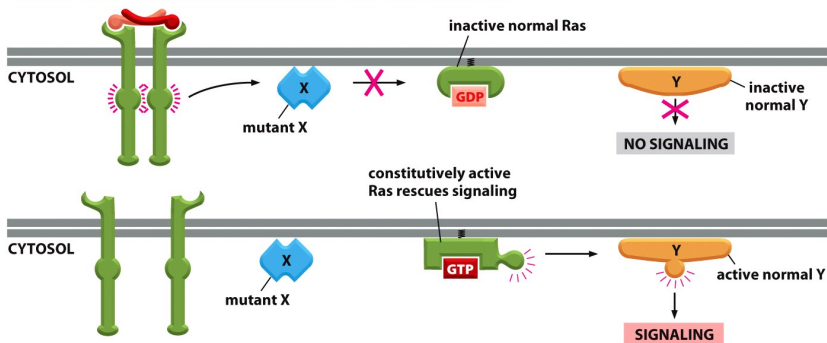 inactive normal Ras
CYTOSOL
X
mutant X
GDP
Y
inactive
normal Y
NO SIGNALING
constitutively active
Ras rescues signaling
CYTOSOL
X
mutant X
GTP
Y
active normal Y
SIGNALING